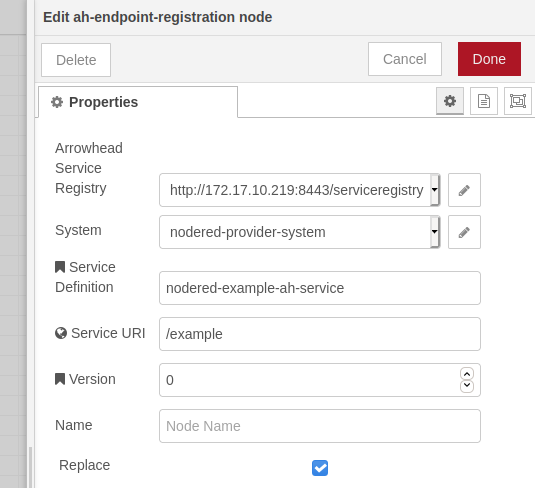 Edit ah-endpoint-registration node
Delete
Cancel
Done
Properties
Arrowhead
Service
Registry
http://172.17.10.219:8443/serviceregistry
System
nodered-provider-system
Service
Definition
nodered-example-ah-service
Service URI
/example
Version
0
Name
Node Name
Replace